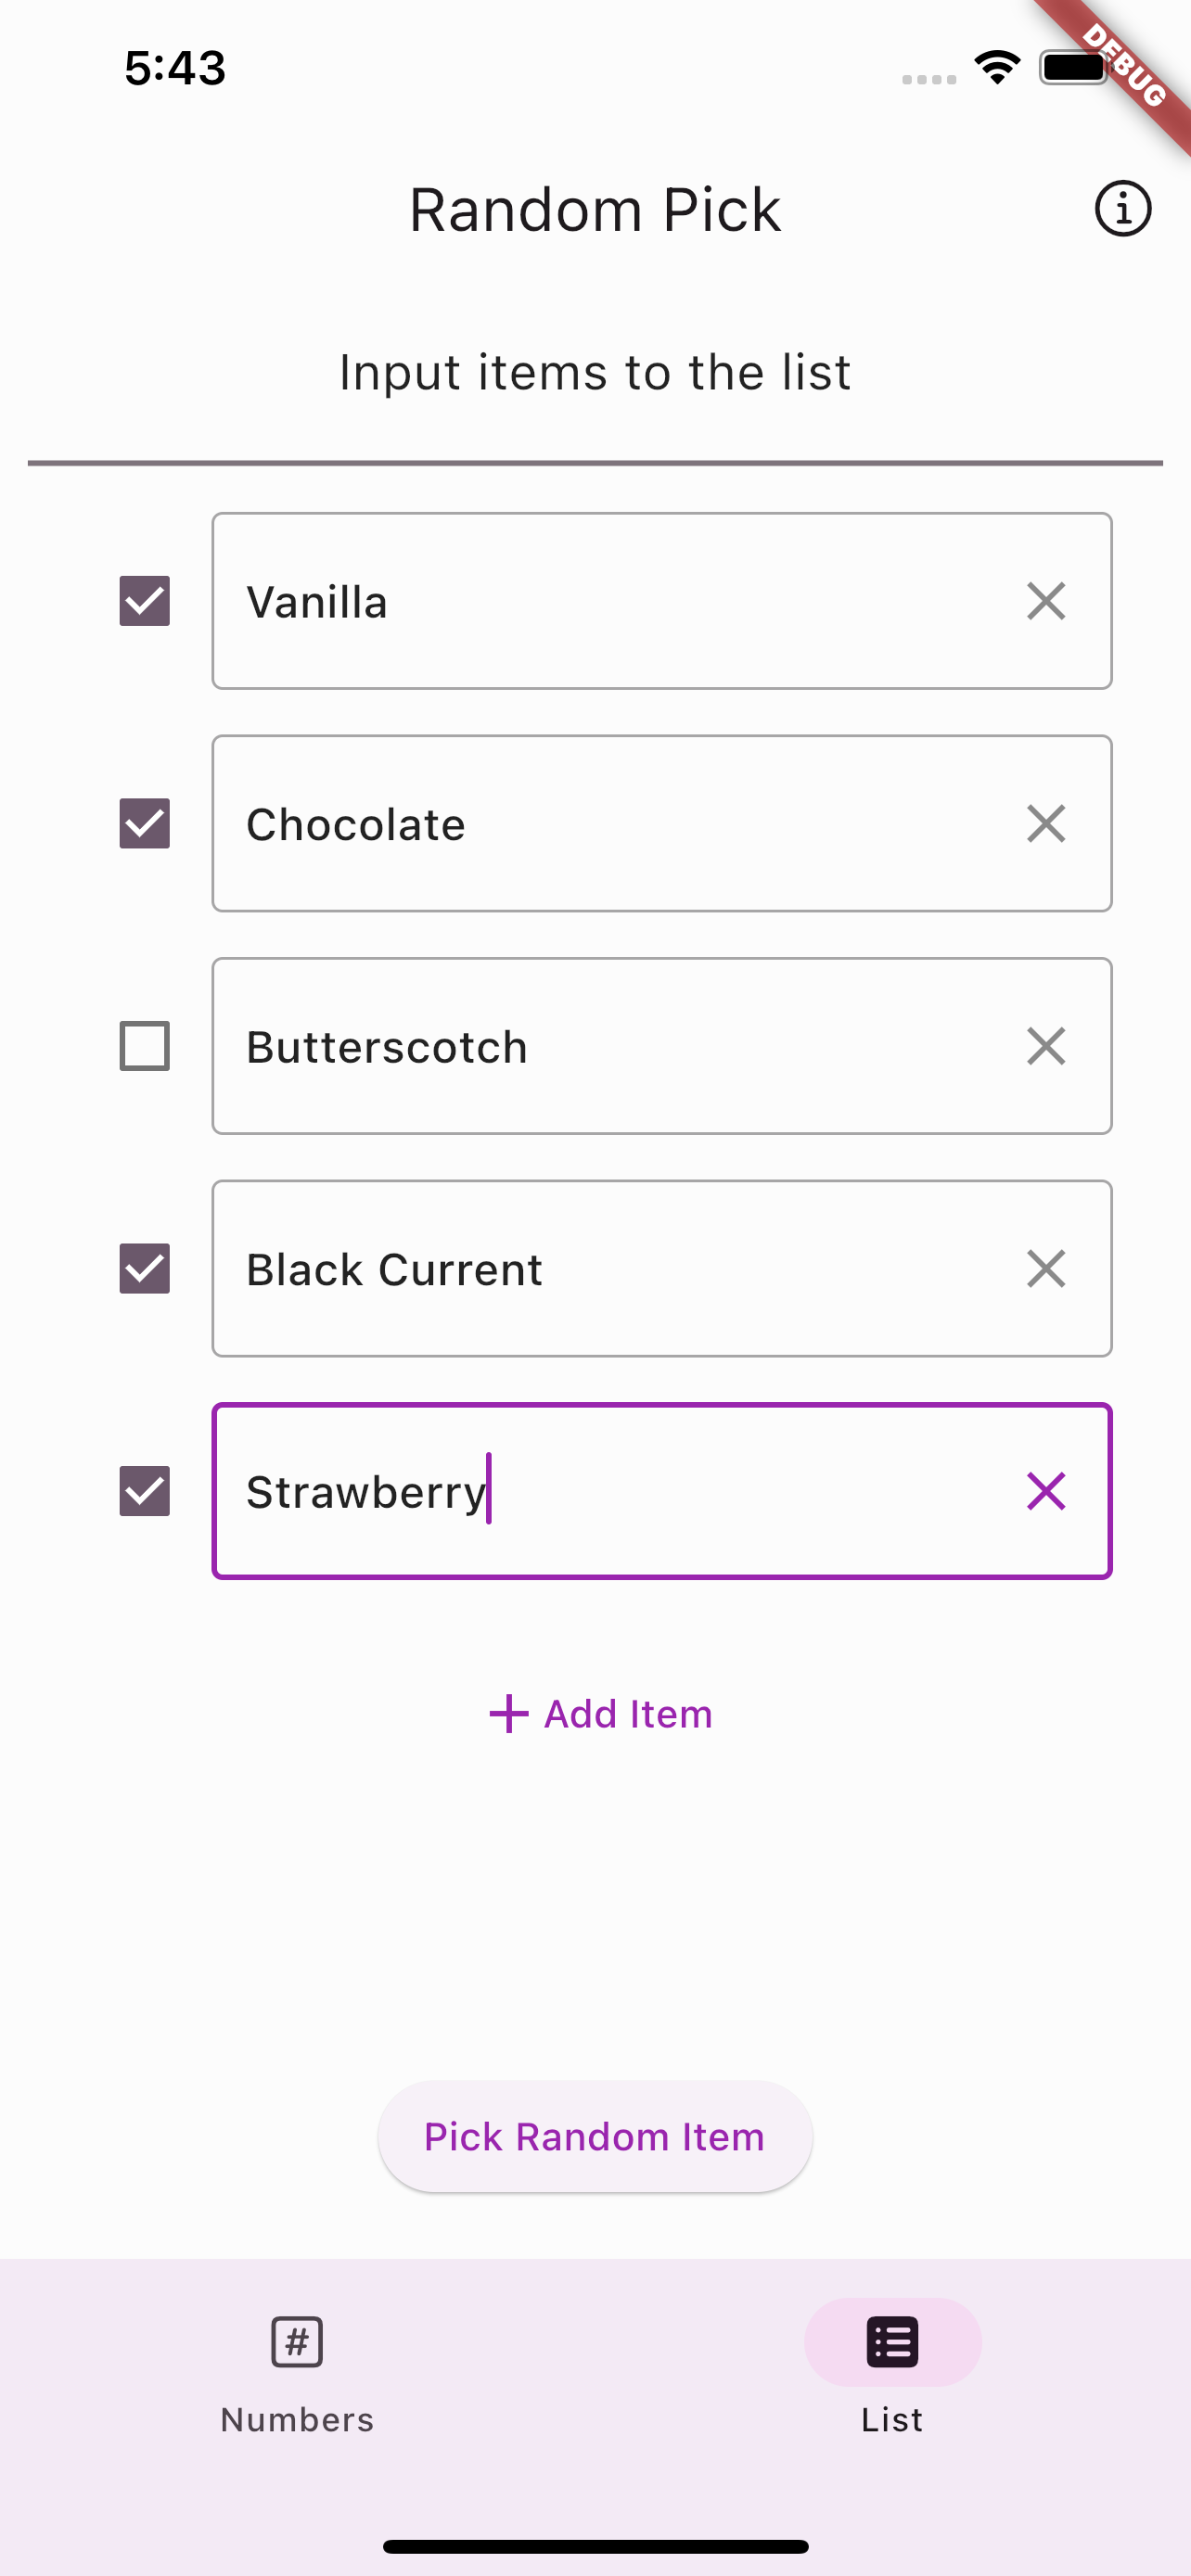 5:43
DEBUG
Random Pick
Input items to the list
Vanilla
Chocolate
Butterscotch
Black Current
Strawberry
Add Item
Pick Random Item
Numbers
List